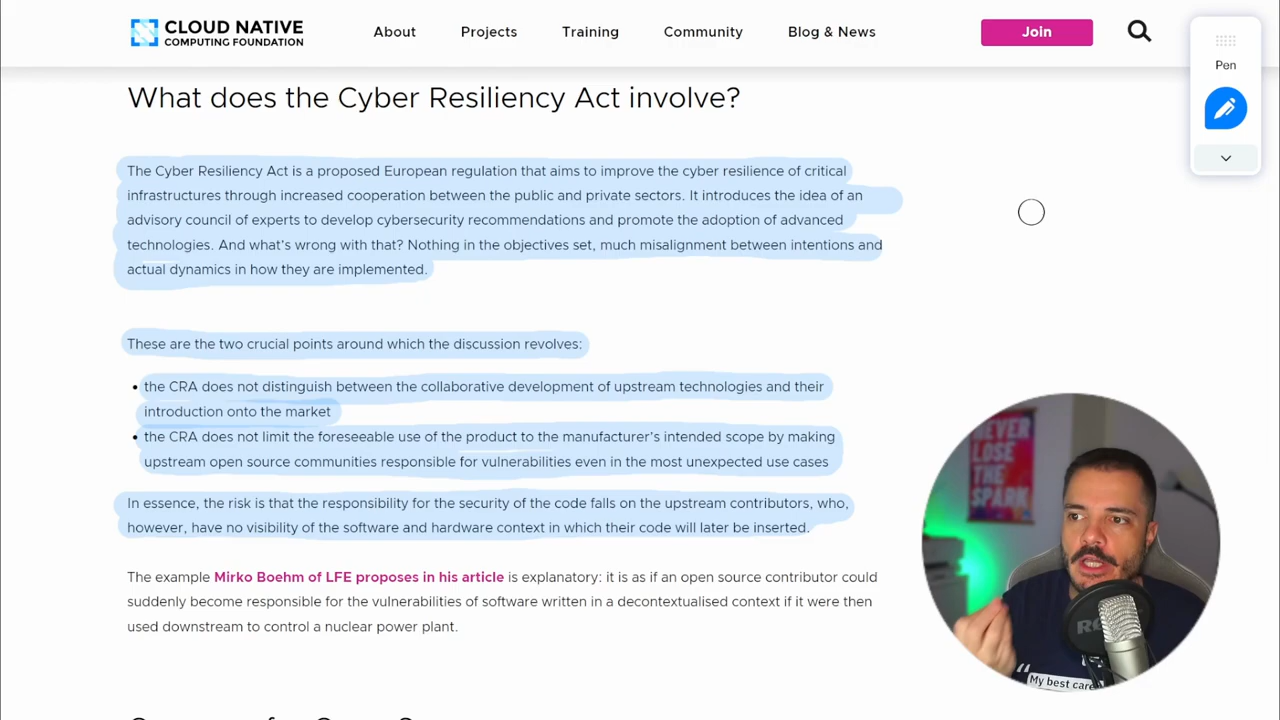 CLOUD NATIVE
COMPUTING FOUNDATION
About
Projects
Training
Community
Blog & News
Join
Pen
What does the Cyber Resiliency Act involve?
The Cyber Resiliency Act is a proposed European regulation that aims to improve the cyber resilience of critical
infrastructures through increased cooperation between the public and private sectors. It introduces the idea of an
advisory council of experts to develop cybersecurity recommendations and promote the adoption of advanced
technologies. And what's wrong with that? Nothing in the objectives set, much misalignment between intentions and
actual dynamics in how they are implemented.
These are the two crucial points around which the discussion revolves:
• the CRA does not distinguish between the collaborative development of upstream technologies and their
introduction onto the market
• the CRA does not limit the foreseeable use of the product to the manufacturer's intended scope by making
upstream open source communities responsible for vulnerabilities even in the most unexpected use cases
In essence, the risk is that the responsibility for the security of the code falls on the upstream contributors, who,
however, have no visibility of the software and hardware context in which their code will later be inserted.
The example Mirko Boehm of LFE proposes in his article is explanatory: it is as if an open source contributor could
suddenly become responsible for the vulnerabilities of software written in a decontextualised context if it were then
used downstream to control a nuclear power plant.
NEVER
LOSE
THE
SPARK
"My best care